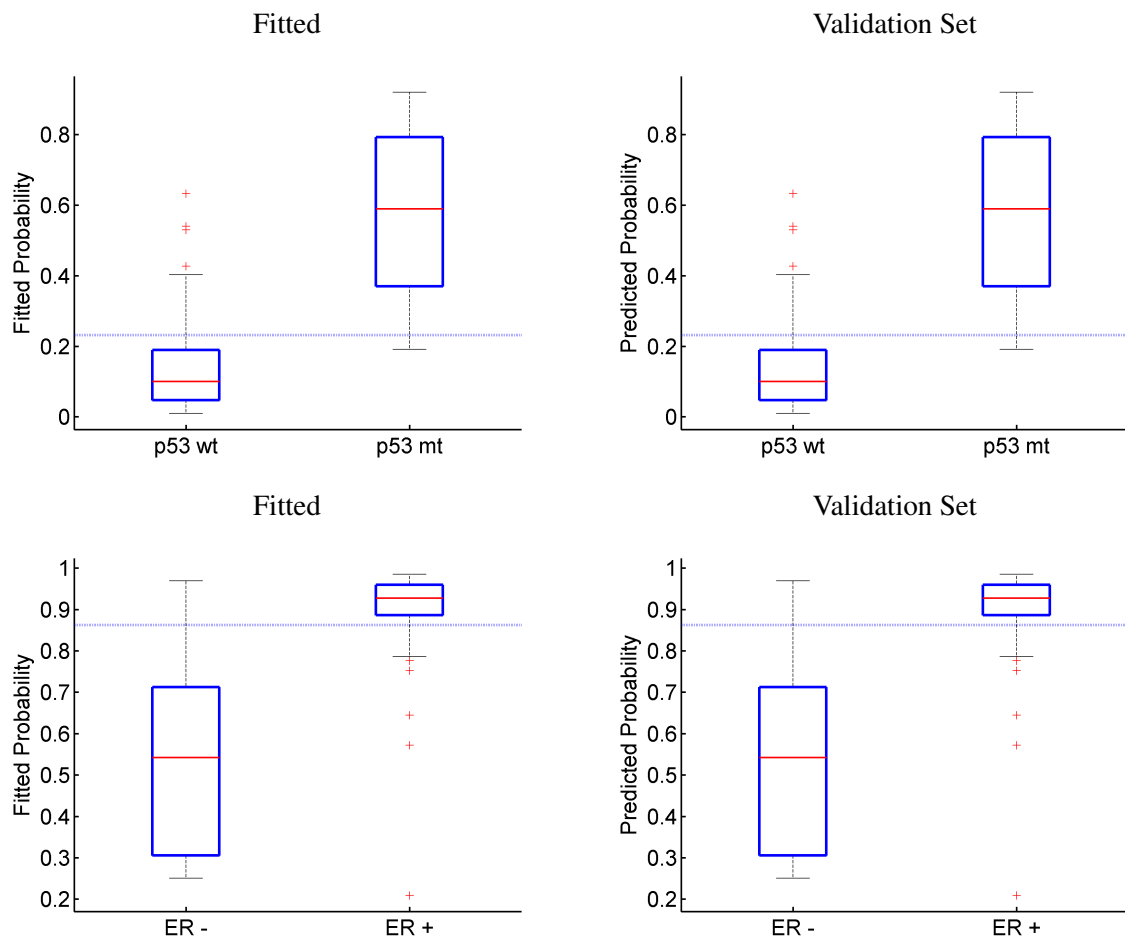 Fitted
Validation Set
Fitted Probability
0.8
0.6
0.4
0.2
0
p53 wt
p53 mt
Predicted Probability
0.8
0.6
0.4
0.2
0
p53 wt
p53 mt
Fitted
Validation Set
Fitted Probability
1
0.9
0.8
0.7
0.6
0.5
0.4
0.3
0.2
ER -
ER +
Predicted Probability
1
0.9
0.8
0.7
0.6
0.5
0.4
0.3
0.2
ER -
ER +